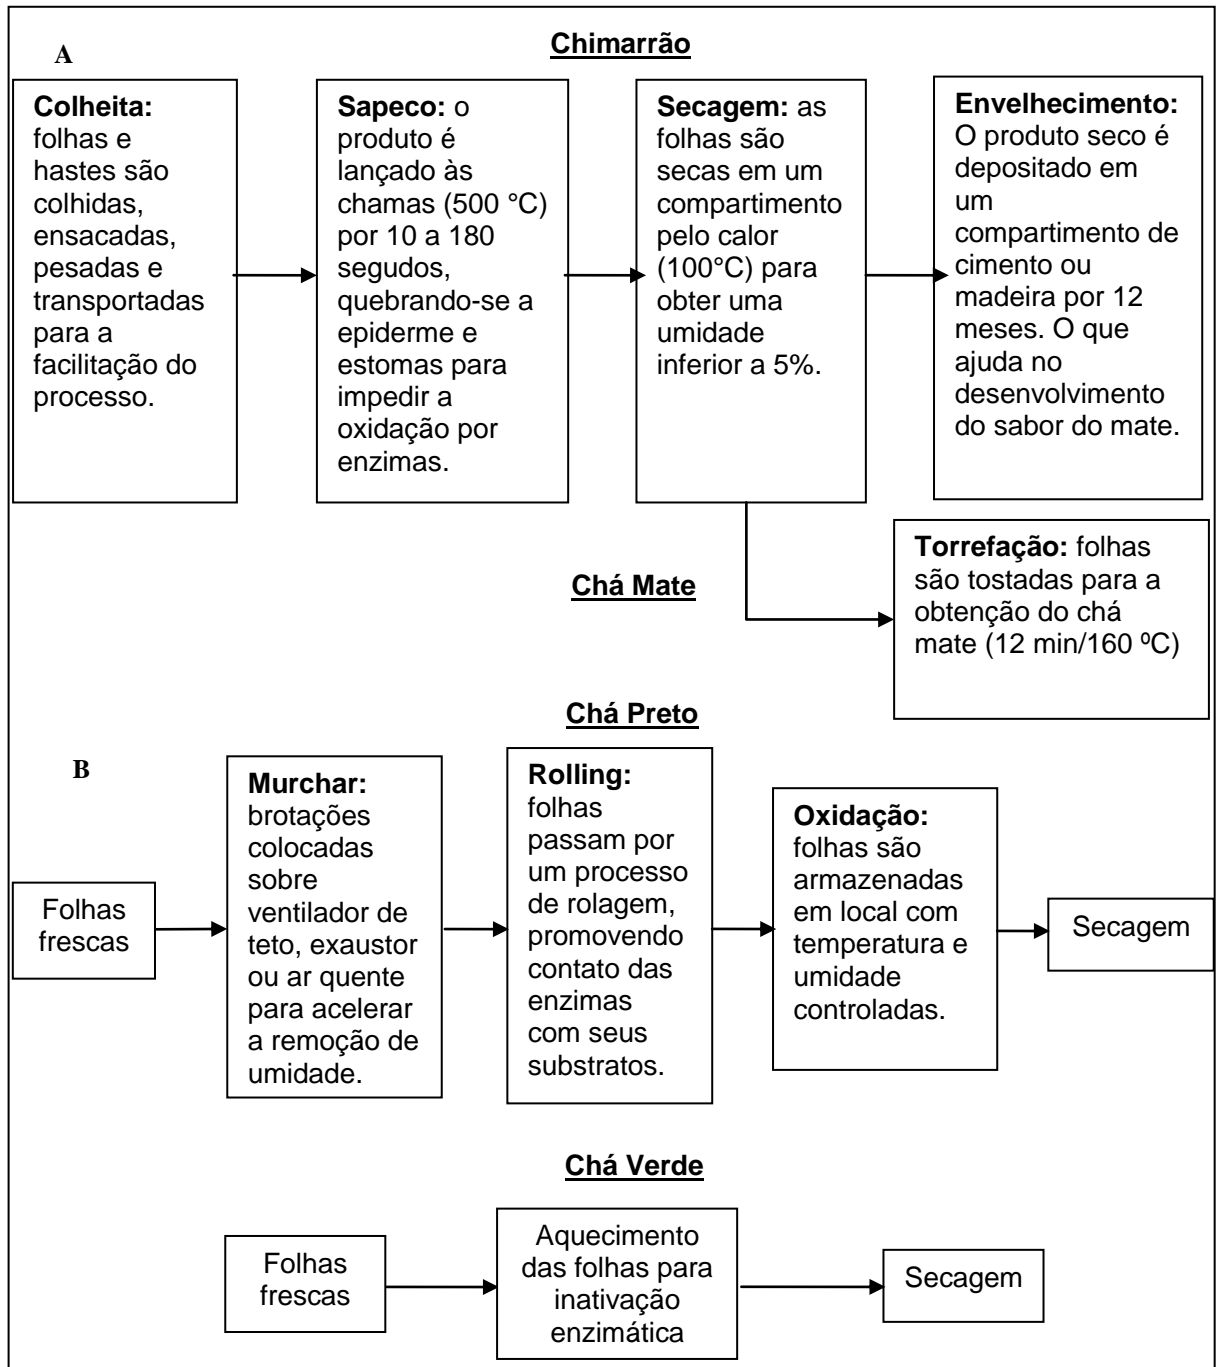 A
Chimarrão
Colheita:
folhas e
hastes são
colhidas,
ensacadas,
pesadas e
transportadas
para a
facilitação do
processo.
Sapeco: o
produto é
lançado às
chamas (500 °C)
por 10 a 180
segudos,
quebrando-se a
epiderme e
estomas para
impedir a
oxidação por
enzimas.
Secagem: as
folhas são
secas em um
compartimento
pelo calor
(100°C) para
obter uma
umidade
inferior a 5%.
Envelhecimento:
O produto seco é
depositado em
um
compartimento de
cimento ou
madeira por 12
meses. O que
ajuda no
desenvolvimento
do sabor do mate.
Chá Mate
Torrefação: folhas
são tostadas para a
obtenção do chá
mate (12 min/160 ºC)
Chá Preto
B
Folhas
frescas
Murchar:
brotações
colocadas
sobre
ventilador de
teto, exaustor
ou ar quente
para acelerar
a remoção de
umidade.
Rolling:
folhas
passam por
um processo
de rolagem,
promovendo
contato das
enzimas
com seus
substratos.
Oxidação:
folhas são
armazenadas
em local com
temperatura e
umidade
controladas.
Secagem
Chá Verde
Folhas
frescas
Aquecimento
das folhas para
inativação
enzimática
Secagem